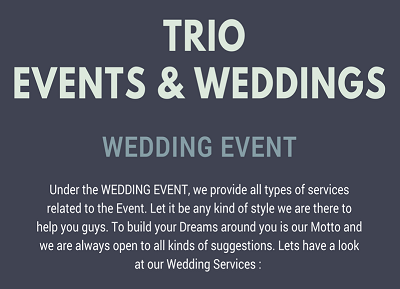 TRIO
EVENTS & WEDDINGS
WEDDING EVENT
Under the WEDDING EVENT, we provide all types of services
related to the Event. Let it be any kind of style we are there to
help you guys. To build your Dreams around you is our Motto and
we are always open to all kinds of suggestions. Lets have a look
at our Wedding Services :